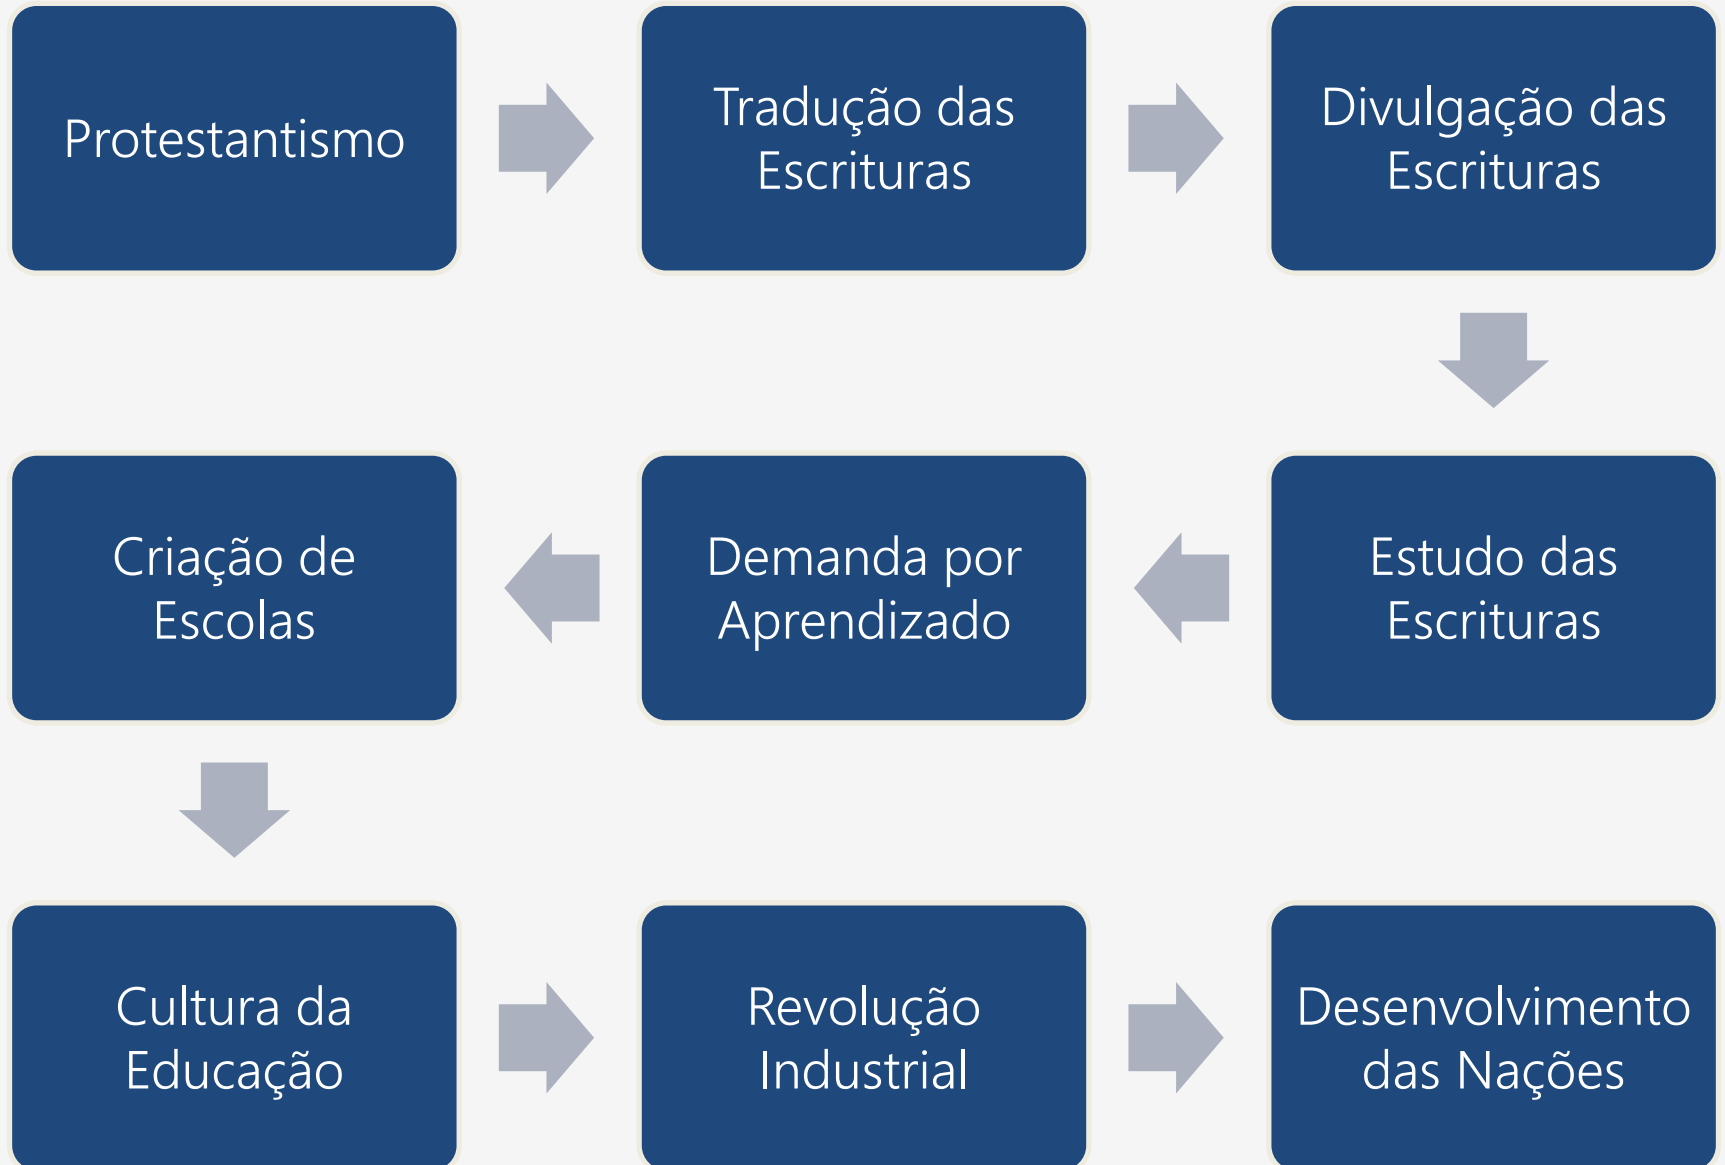 Protestantismo
Tradução das
Escrituras
Divulgação das
Escrituras
Estudo das
Escrituras
Demanda por
Aprendizado
Criação de
Escolas
Cultura da
Educação
Revolução
Industrial
Desenvolvimento
das Nações